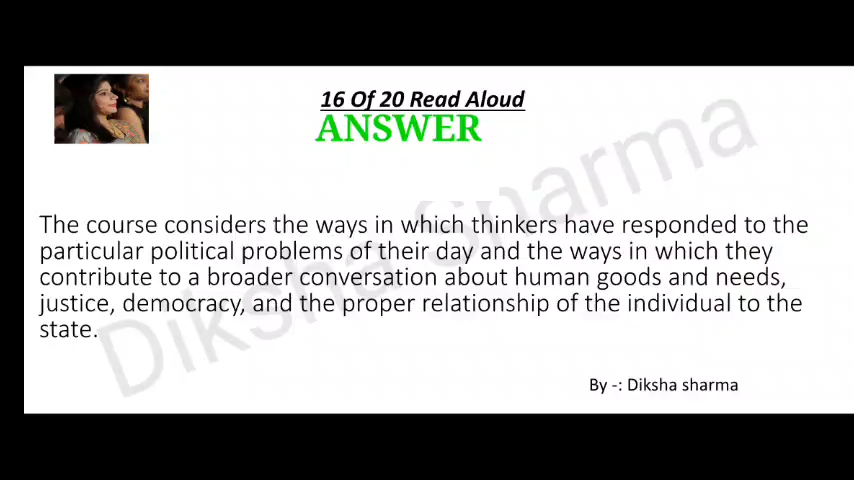 16 Of 20 Read Aloud
ANSWER
The course considers the ways in which thinkers have responded to the
particular political problems of their day and the ways in which they
contribute to a broader conversation about human goods and needs,
justice, democracy, and the proper relationship of the individual to the
state.
Diksha Sharma
By -: Diksha sharma